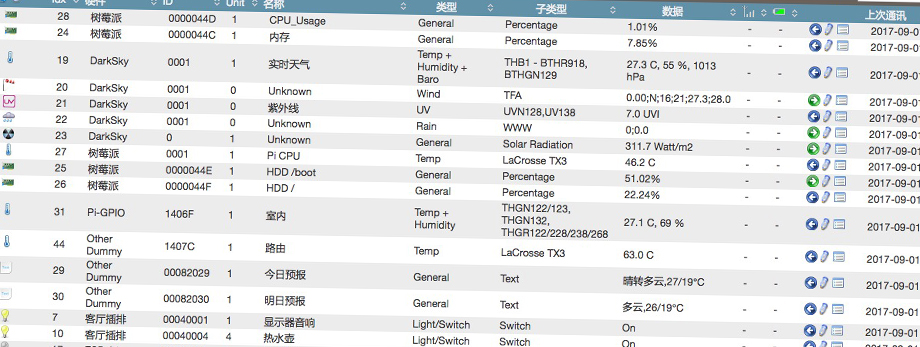 Idx 硬件 ID Unit 名称 类型 子类型 数据 上次通讯
28 树莓派 0000044D 1 CPU_Usage General Percentage 1.01% - -
24 树莓派 0000044C 1 内存 General Percentage 7.85% - - 2017-09-01
19 DarkSky 0001 1 实时天气 Temp + Humidity + Baro THB1 - BTHR918, BTHGN129 27.3 C, 55 %, 1013 hPa - - 2017-09-01
20 DarkSky 0001 0 Unknown Wind TFA 0.00;N;16;21;27.3;28.0 - - 2017-09-01
21 DarkSky 0001 0 紫外线 UV UVN128,UV138 7.0 UVI - - 2017-09-01
22 DarkSky 0001 0 Unknown Rain WWW 0;0.0 - - 2017-09-01
23 DarkSky 0 1 Unknown General Solar Radiation 311.7 Watt/m2 - - 2017-09-01
27 树莓派 0001 1 Pi CPU Temp LaCrosse TX3 46.2 C - - 2017-09-01
25 树莓派 0000044E 1 HDD /boot General Percentage 51.02% - - 2017-09-01
26 树莓派 0000044F 1 HDD / General Percentage 22.24% - - 2017-09-01
31 Pi-GPIO 1406F 1 室内 Temp + Humidity THGN122/123, THGN132, THGR122/228/238/268 27.1 C, 69 % - - 2017-09-01
44 Other Dummy 1407C 1 路由 Temp LaCrosse TX3 63.0 C - - 2017-09-01
29 Other Dummy 00082029 1 今日预报 General Text 晴转多云,27/19°C - - 2017-09-01
30 Other Dummy 00082030 1 明日预报 General Text 多云,26/19°C - - 2017-09-01
7 客厅插排 00040001 1 显示器音响 Light/Switch Switch On - - 2017-09-01
10 客厅插排 00040004 4 热水壶 Light/Switch Switch On - - 2017-09-01